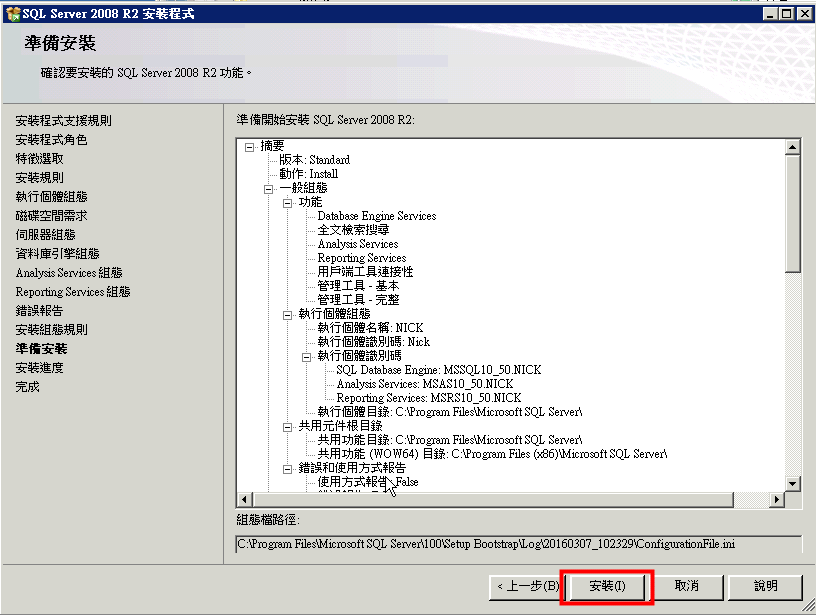 SQL Server 2008 R2 安裝程式
準備安裝
確認要安裝的 SQL Server 2008 R2 功能。
安裝程式支援規則
安裝程式角色
特徵選取
安裝規則
執行個體組態
磁碟空間需求
伺服器組態
資料庫引擎組態
Analysis Services 組態
Reporting Services 組態
錯誤報告
安裝組態規則
準備安裝
安裝進度
完成
準備開始安裝 SQL Server 2008 R2:
摘要
版本: Standard
動作: Install
一般組態
功能
Database Engine Services
全文檢索搜尋
Analysis Services
Reporting Services
用戶端工具連接性
管理工具 - 基本
管理工具 - 完整
執行個體組態
執行個體名稱: NICK
執行個體識別碼: Nick
執行個體識別碼
SQL Database Engine: MSSQL10_50.NICK
Analysis Services: MSAS10_50.NICK
Reporting Services: MSRS10_50.NICK
執行個體目錄: C:\Program Files\Microsoft SQL Server\
共用元件根目錄
共用功能目錄: C:\Program Files\Microsoft SQL Server\
共用功能 (WOW64) 目錄: C:\Program Files (x86)\Microsoft SQL Server\
錯誤和使用方式報告
使用方式報告: False
組態檔路徑:
C:\Program Files\Microsoft SQL Server\100\Setup Bootstrap\Log\20160307_102329\ConfigurationFile.ini
< 上一步(B)
安裝(I)
取消
說明